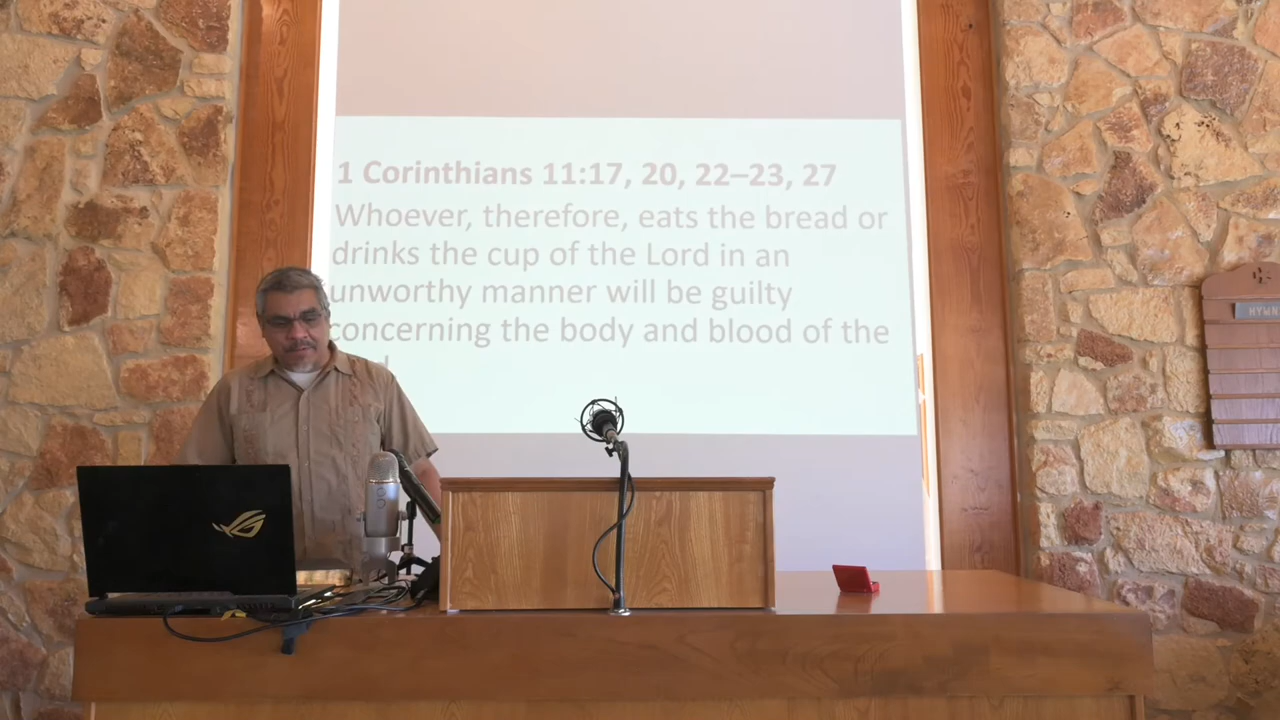 1 Corinthians 11:17, 20, 22–23, 27
Whoever, therefore, eats the bread or
drinks the cup of the Lord in an
unworthy manner will be guilty
concerning the body and blood of the
HYMN